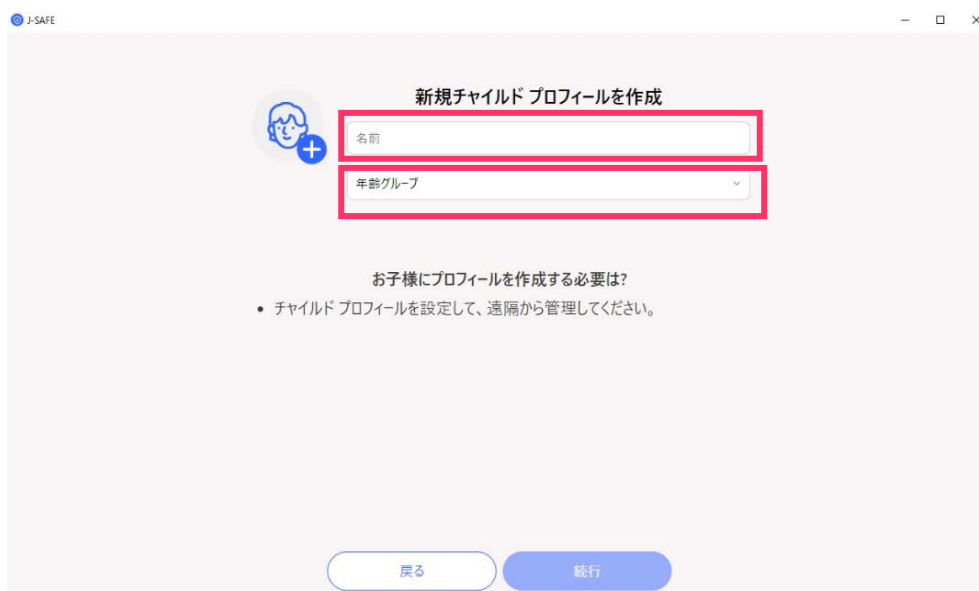 J-SAFE
新規チャイルド プロフィールを作成
名前
年齢グループ
お子様にプロフィールを作成する必要は?
• チャイルド プロフィールを設定して、遠隔から管理してください。
戻る
続行